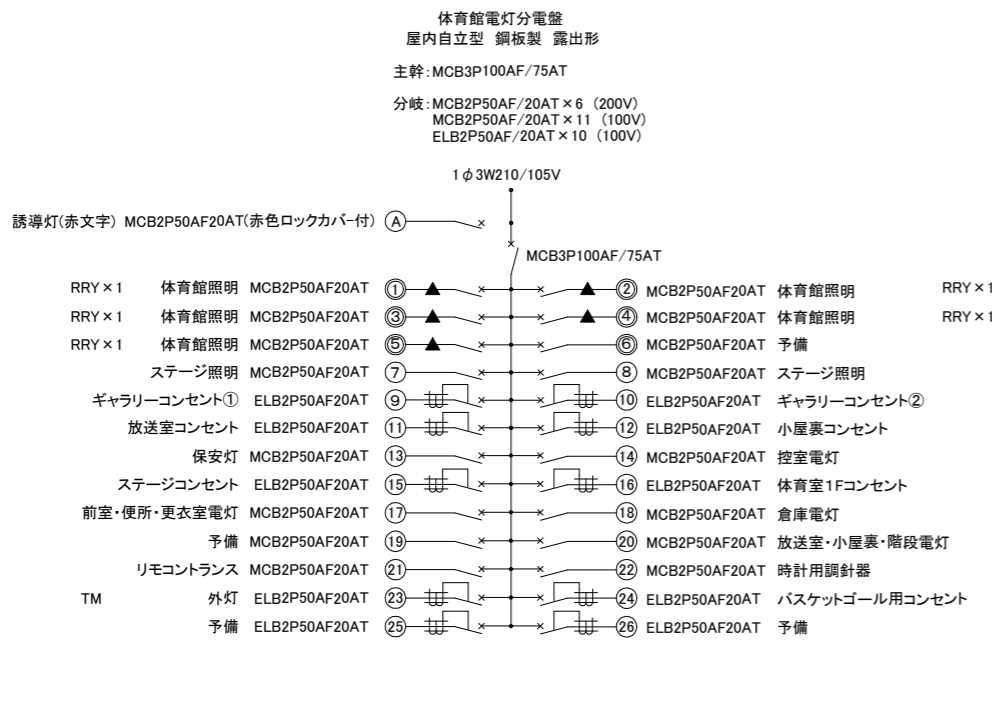 体育館電灯分電盤
屋内自立型 鋼板製 露出形
主幹:MCB3P100AF/75AT
分岐:MCB2P50AF/20AT×6 (200V)
MCB2P50AF/20AT×11 (100V)
ELB2P50AF/20AT×10 (100V)
1φ3W210/105V
誘導灯(赤文字) MCB2P50AF20AT(赤色ロックカバー付) A
MCB3P100AF/75AT
RRY×1 体育館照明 MCB2P50AF20AT ① ② MCB2P50AF20AT 体育館照明 RRY×1
RRY×1 体育館照明 MCB2P50AF20AT ③ ④ MCB2P50AF20AT 体育館照明 RRY×1
RRY×1 体育館照明 MCB2P50AF20AT ⑤ ⑥ MCB2P50AF20AT 予備
ステージ照明 MCB2P50AF20AT ⑦ ⑧ MCB2P50AF20AT ステージ照明
ギャラリーコンセント① ELB2P50AF20AT ⑨ ⑩ ELB2P50AF20AT ギャラリーコンセント②
放送室コンセント ELB2P50AF20AT ⑪ ⑫ ELB2P50AF20AT 小屋裏コンセント
保安灯 MCB2P50AF20AT ⑬ ⑭ MCB2P50AF20AT 控室電灯
ステージコンセント ELB2P50AF20AT ⑮ ⑯ ELB2P50AF20AT 体育室1Fコンセント
前室・便所・更衣室電灯 MCB2P50AF20AT ⑰ ⑱ MCB2P50AF20AT 倉庫電灯
予備 MCB2P50AF20AT ⑲ ⑳ MCB2P50AF20AT 放送室・小屋裏・階段電灯
リモコントランス MCB2P50AF20AT ㉑ ㉒ MCB2P50AF20AT 時計用調針器
TM 外灯 ELB2P50AF20AT ㉓ ㉔ ELB2P50AF20AT バスケットゴール用コンセント
予備 ELB2P50AF20AT ㉕ ㉖ ELB2P50AF20AT 予備